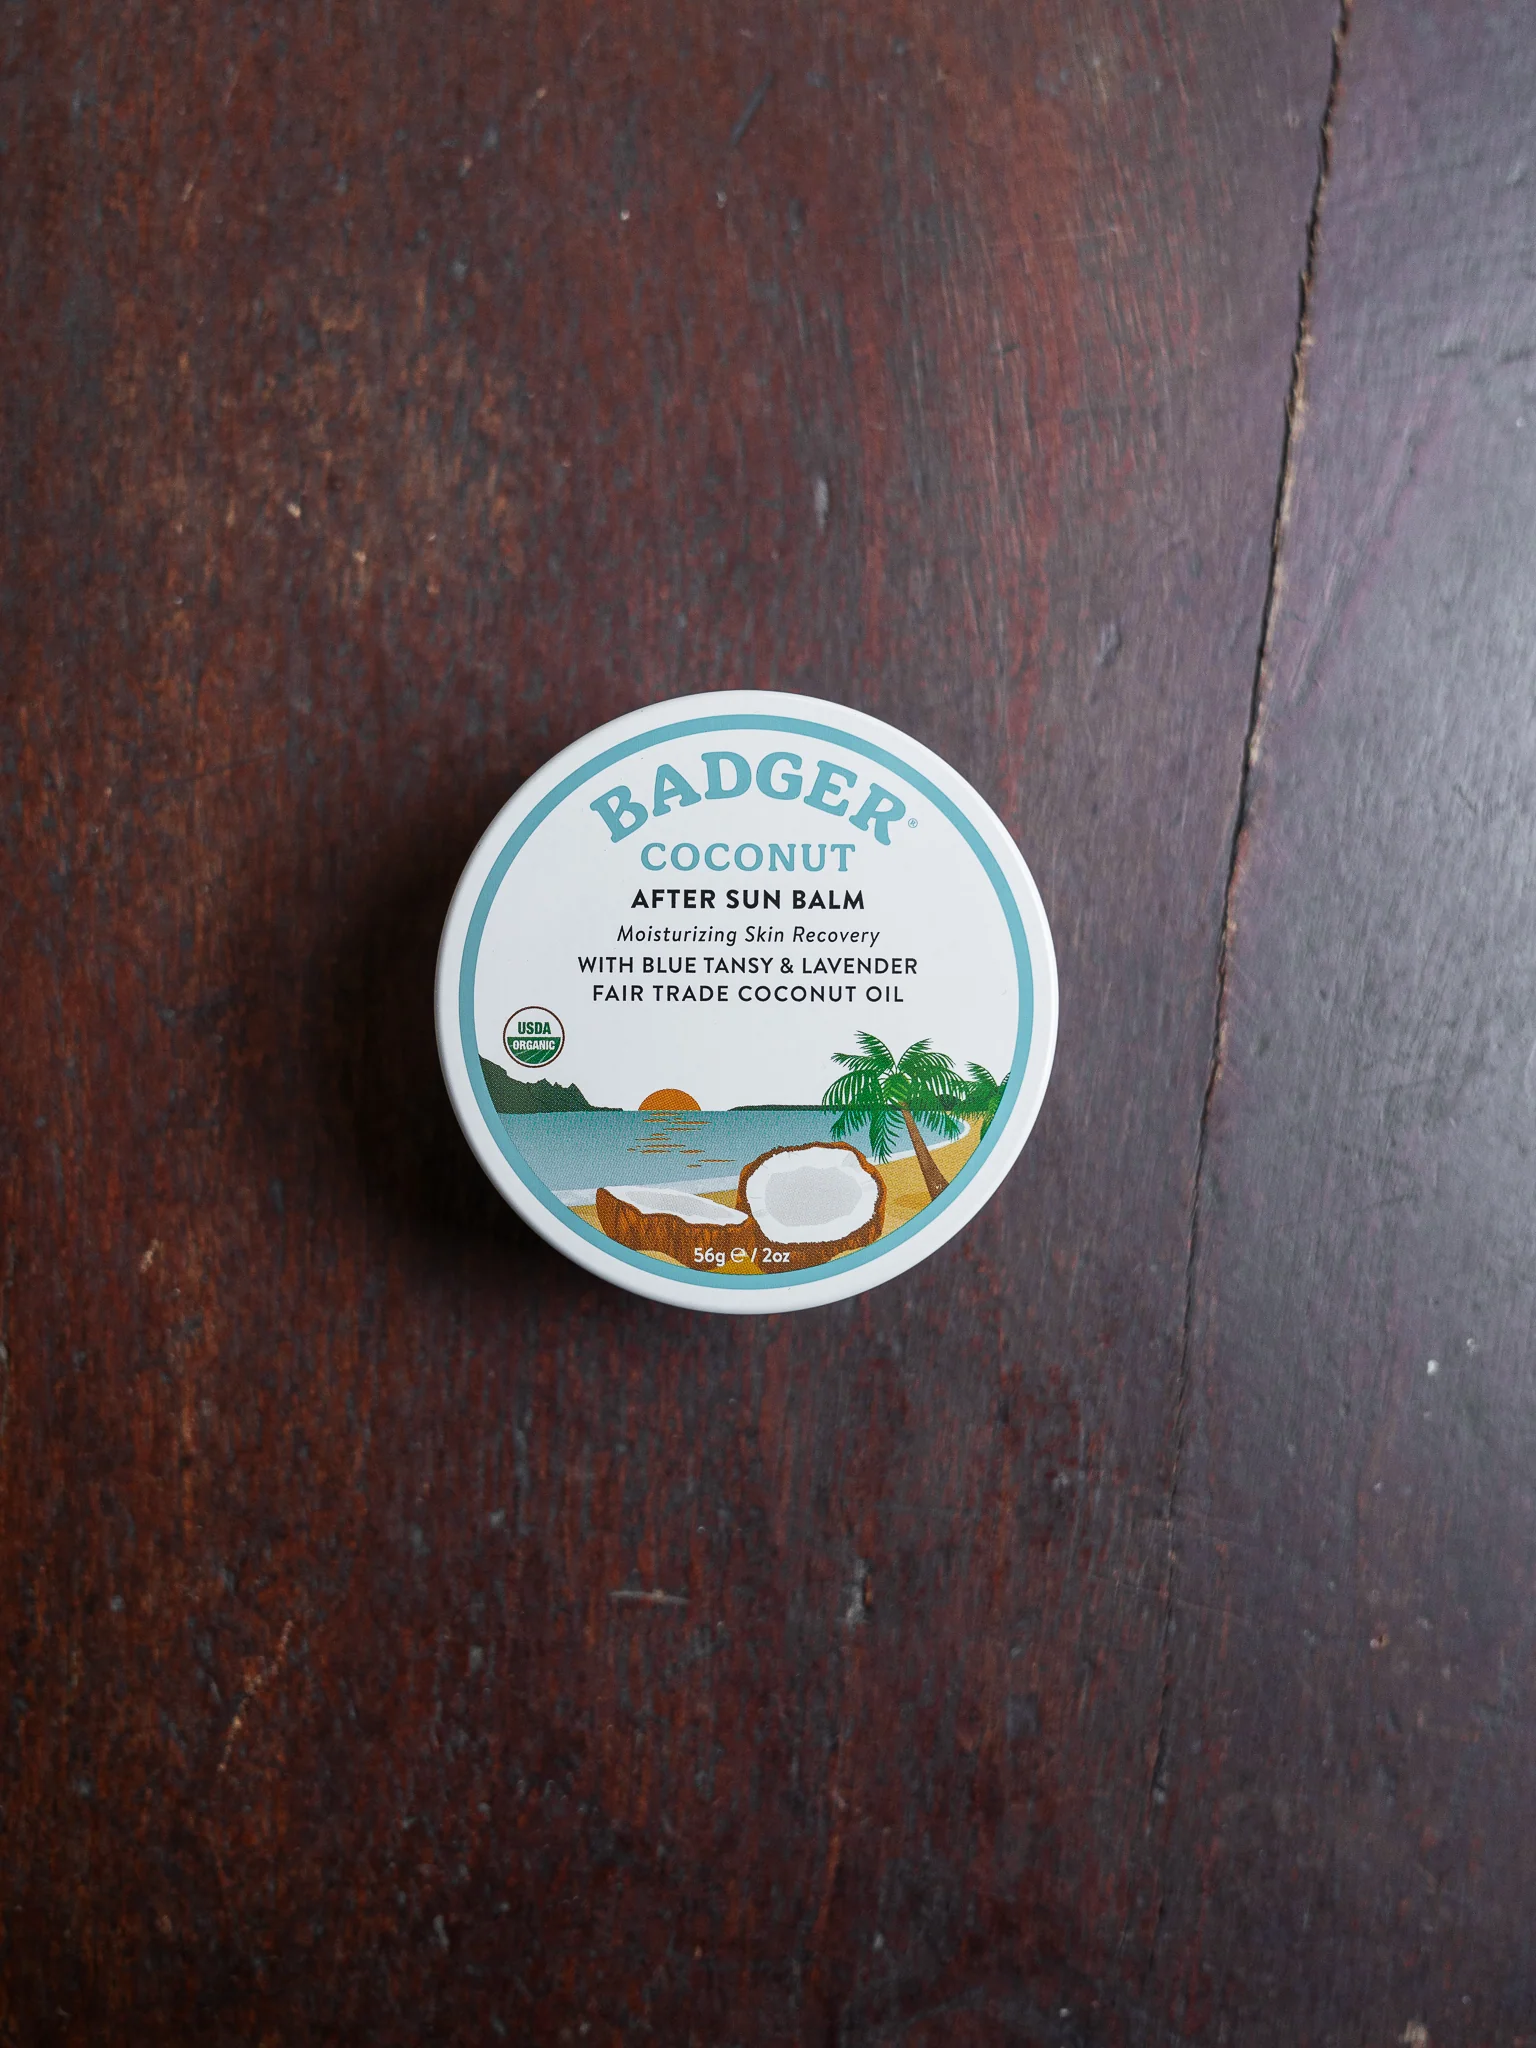 BADGER®
COCONUT
AFTER SUN BALM
Moisturizing Skin Recovery
WITH BLUE TANSY & LAVENDER
FAIR TRADE COCONUT OIL
USDA
ORGANIC
56g ℮ / 2oz